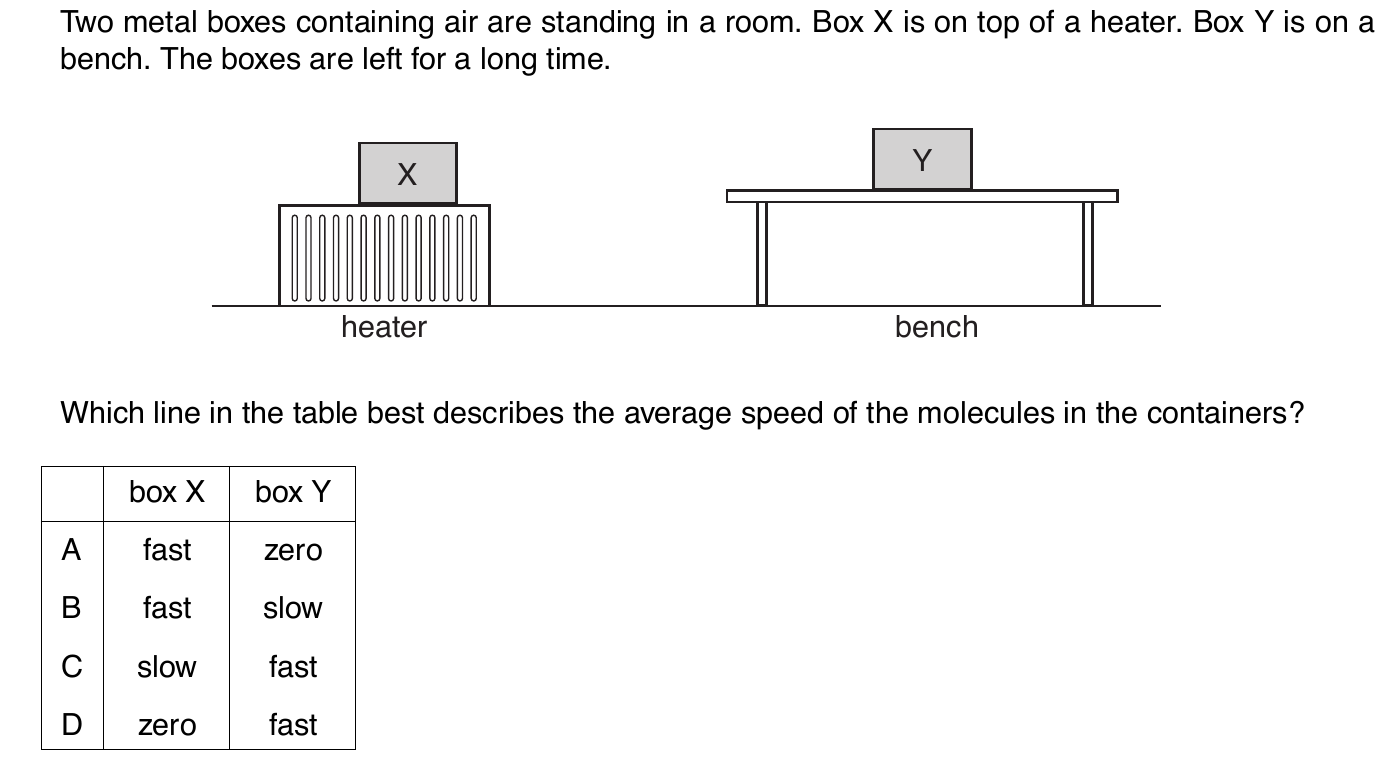 Two metal boxes containing air are standing in a room. Box X is on top of a heater. Box Y is on a
bench. The boxes are left for a long time.
X
Y
heater
bench
Which line in the table best describes the average speed of the molecules in the containers?
box X box Y
A fast zero
B fast slow
C slow fast
D zero fast